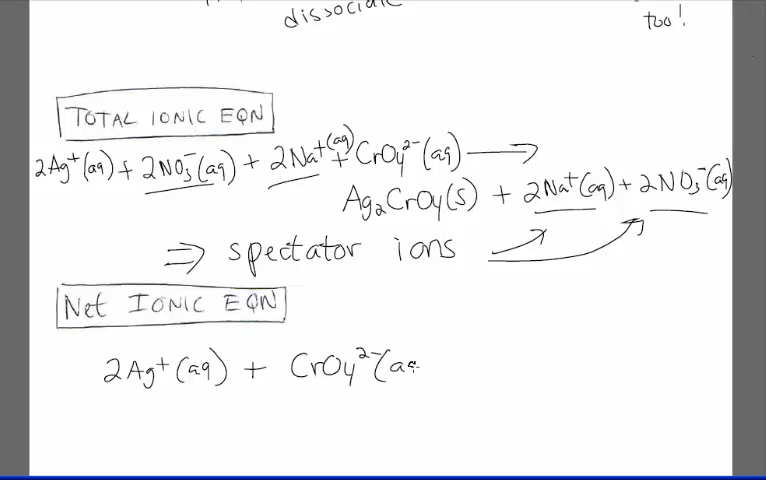 dissociate
too!
TOTAL IONIC EQN
2Ag⁺(aq) + 2NO₃⁻(aq) + 2Na⁺(aq) + CrO₄²⁻(aq) ⟶
Ag₂CrO₄(s) + 2Na⁺(aq) + 2NO₃⁻(aq)
⇒ spectator ions
Net IONIC EQN
2Ag⁺(aq) + CrO₄²⁻(aq